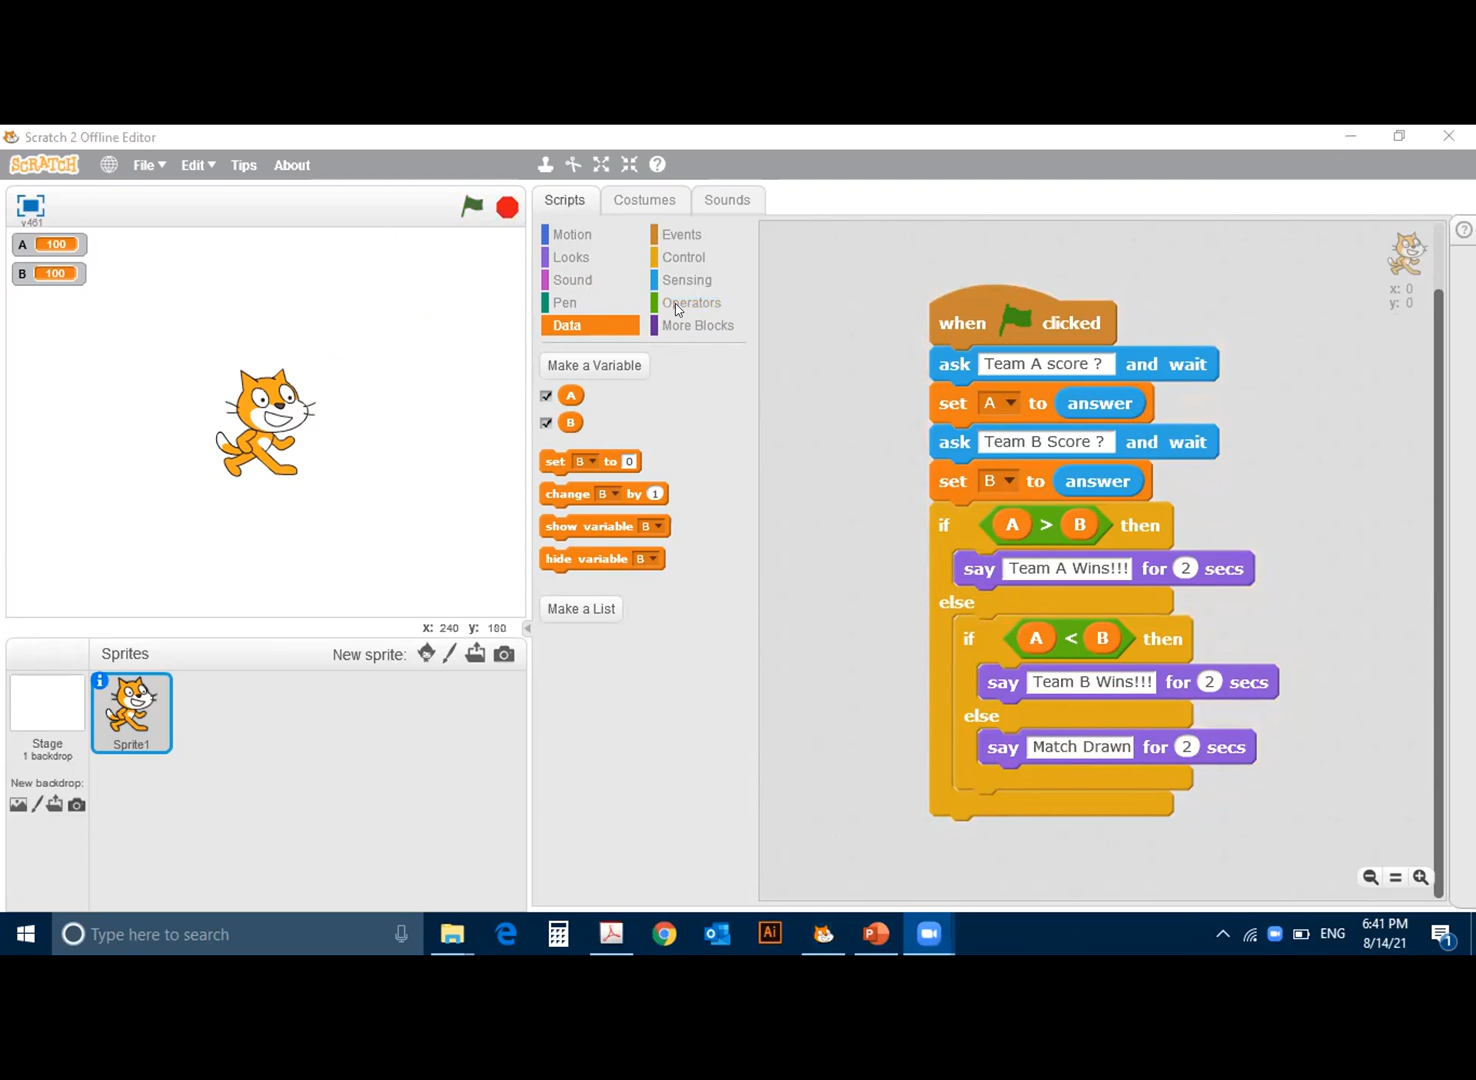 Scratch 2 Offline Editor
SCRATCH File Edit Tips About
v461
Scripts Costumes Sounds
A 100
B 100
Motion Events
Looks Control
Sound Sensing
Pen Operators
Data More Blocks
Make a Variable
A
B
set B to 0
change B by 1
show variable B
hide variable B
Make a List
x: 240 y: 180
Sprites New sprite:
Sprite1
Stage
1 backdrop
New backdrop:
x: 0
y: 0
when clicked
ask Team A score ? and wait
set A to answer
ask Team B Score ? and wait
set B to answer
if A > B then
say Team A Wins!!! for 2 secs
else
if A < B then
say Team B Wins!!! for 2 secs
else
say Match Drawn for 2 secs
Type here to search
Ai
P
ENG
6:41 PM
8/14/21
1